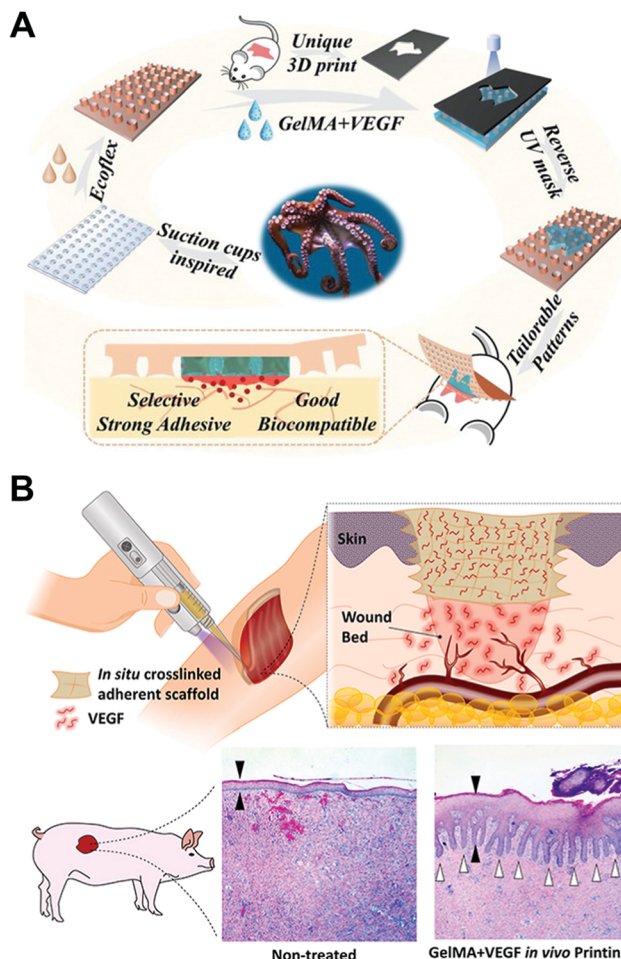 A
Unique
3D print
GelMA+VEGF
Ecoflex
Reverse
UV mask
Suction cups
inspired
Tailorable
Patterns
Selective
Strong Adhesive
Good
Biocompatible
B
Skin
Wound
Bed
In situ crosslinked
adherent scaffold
VEGF
Non-treated
GelMA+VEGF in vivo Printin